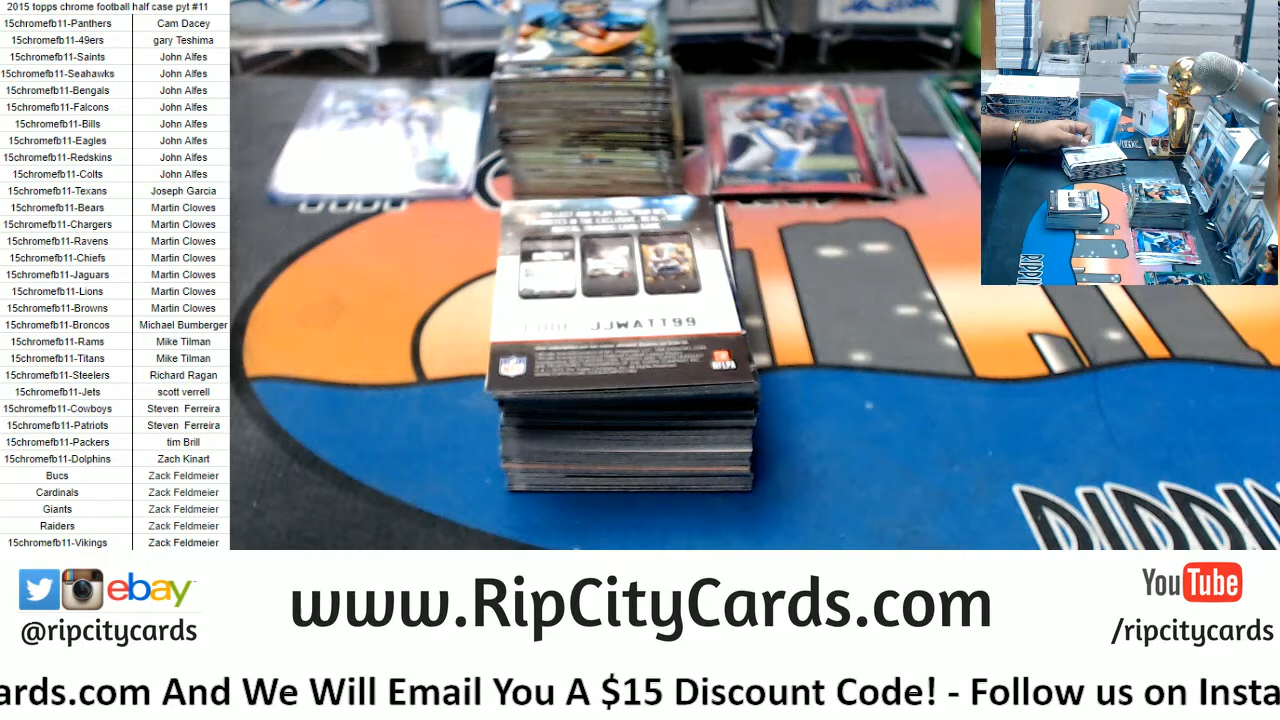 2015 topps chrome football half case pyt #11
15chromefb11-Panthers Cam Dacey
15chromefb11-49ers gary Teshima
15chromefb11-Saints John Alfes
15chromefb11-Seahawks John Alfes
15chromefb11-Bengals John Alfes
15chromefb11-Falcons John Alfes
15chromefb11-Bills John Alfes
15chromefb11-Eagles John Alfes
15chromefb11-Redskins John Alfes
15chromefb11-Colts John Alfes
15chromefb11-Texans Joseph Garcia
15chromefb11-Bears Martin Clowes
15chromefb11-Chargers Martin Clowes
15chromefb11-Ravens Martin Clowes
15chromefb11-Chiefs Martin Clowes
15chromefb11-Jaguars Martin Clowes
15chromefb11-Lions Martin Clowes
15chromefb11-Browns Martin Clowes
15chromefb11-Broncos Michael Bumberger
15chromefb11-Rams Mike Tilman
15chromefb11-Titans Mike Tilman
15chromefb11-Steelers Richard Ragan
15chromefb11-Jets scott verrell
15chromefb11-Cowboys Steven Ferreira
15chromefb11-Patriots Steven Ferreira
15chromefb11-Packers tim Brill
15chromefb11-Dolphins Zach Kinart
Bucs Zack Feldmeier
Cardinals Zack Feldmeier
Giants Zack Feldmeier
Raiders Zack Feldmeier
15chromefb11-Vikings Zack Feldmeier
JJWATT99
NFLPA
RIPPIN
RIPPIN
ebay
@ripcitycards
www.RipCityCards.com
YouTube
/ripcitycards
ards.com And We Will Email You A $15 Discount Code! - Follow us on Insta